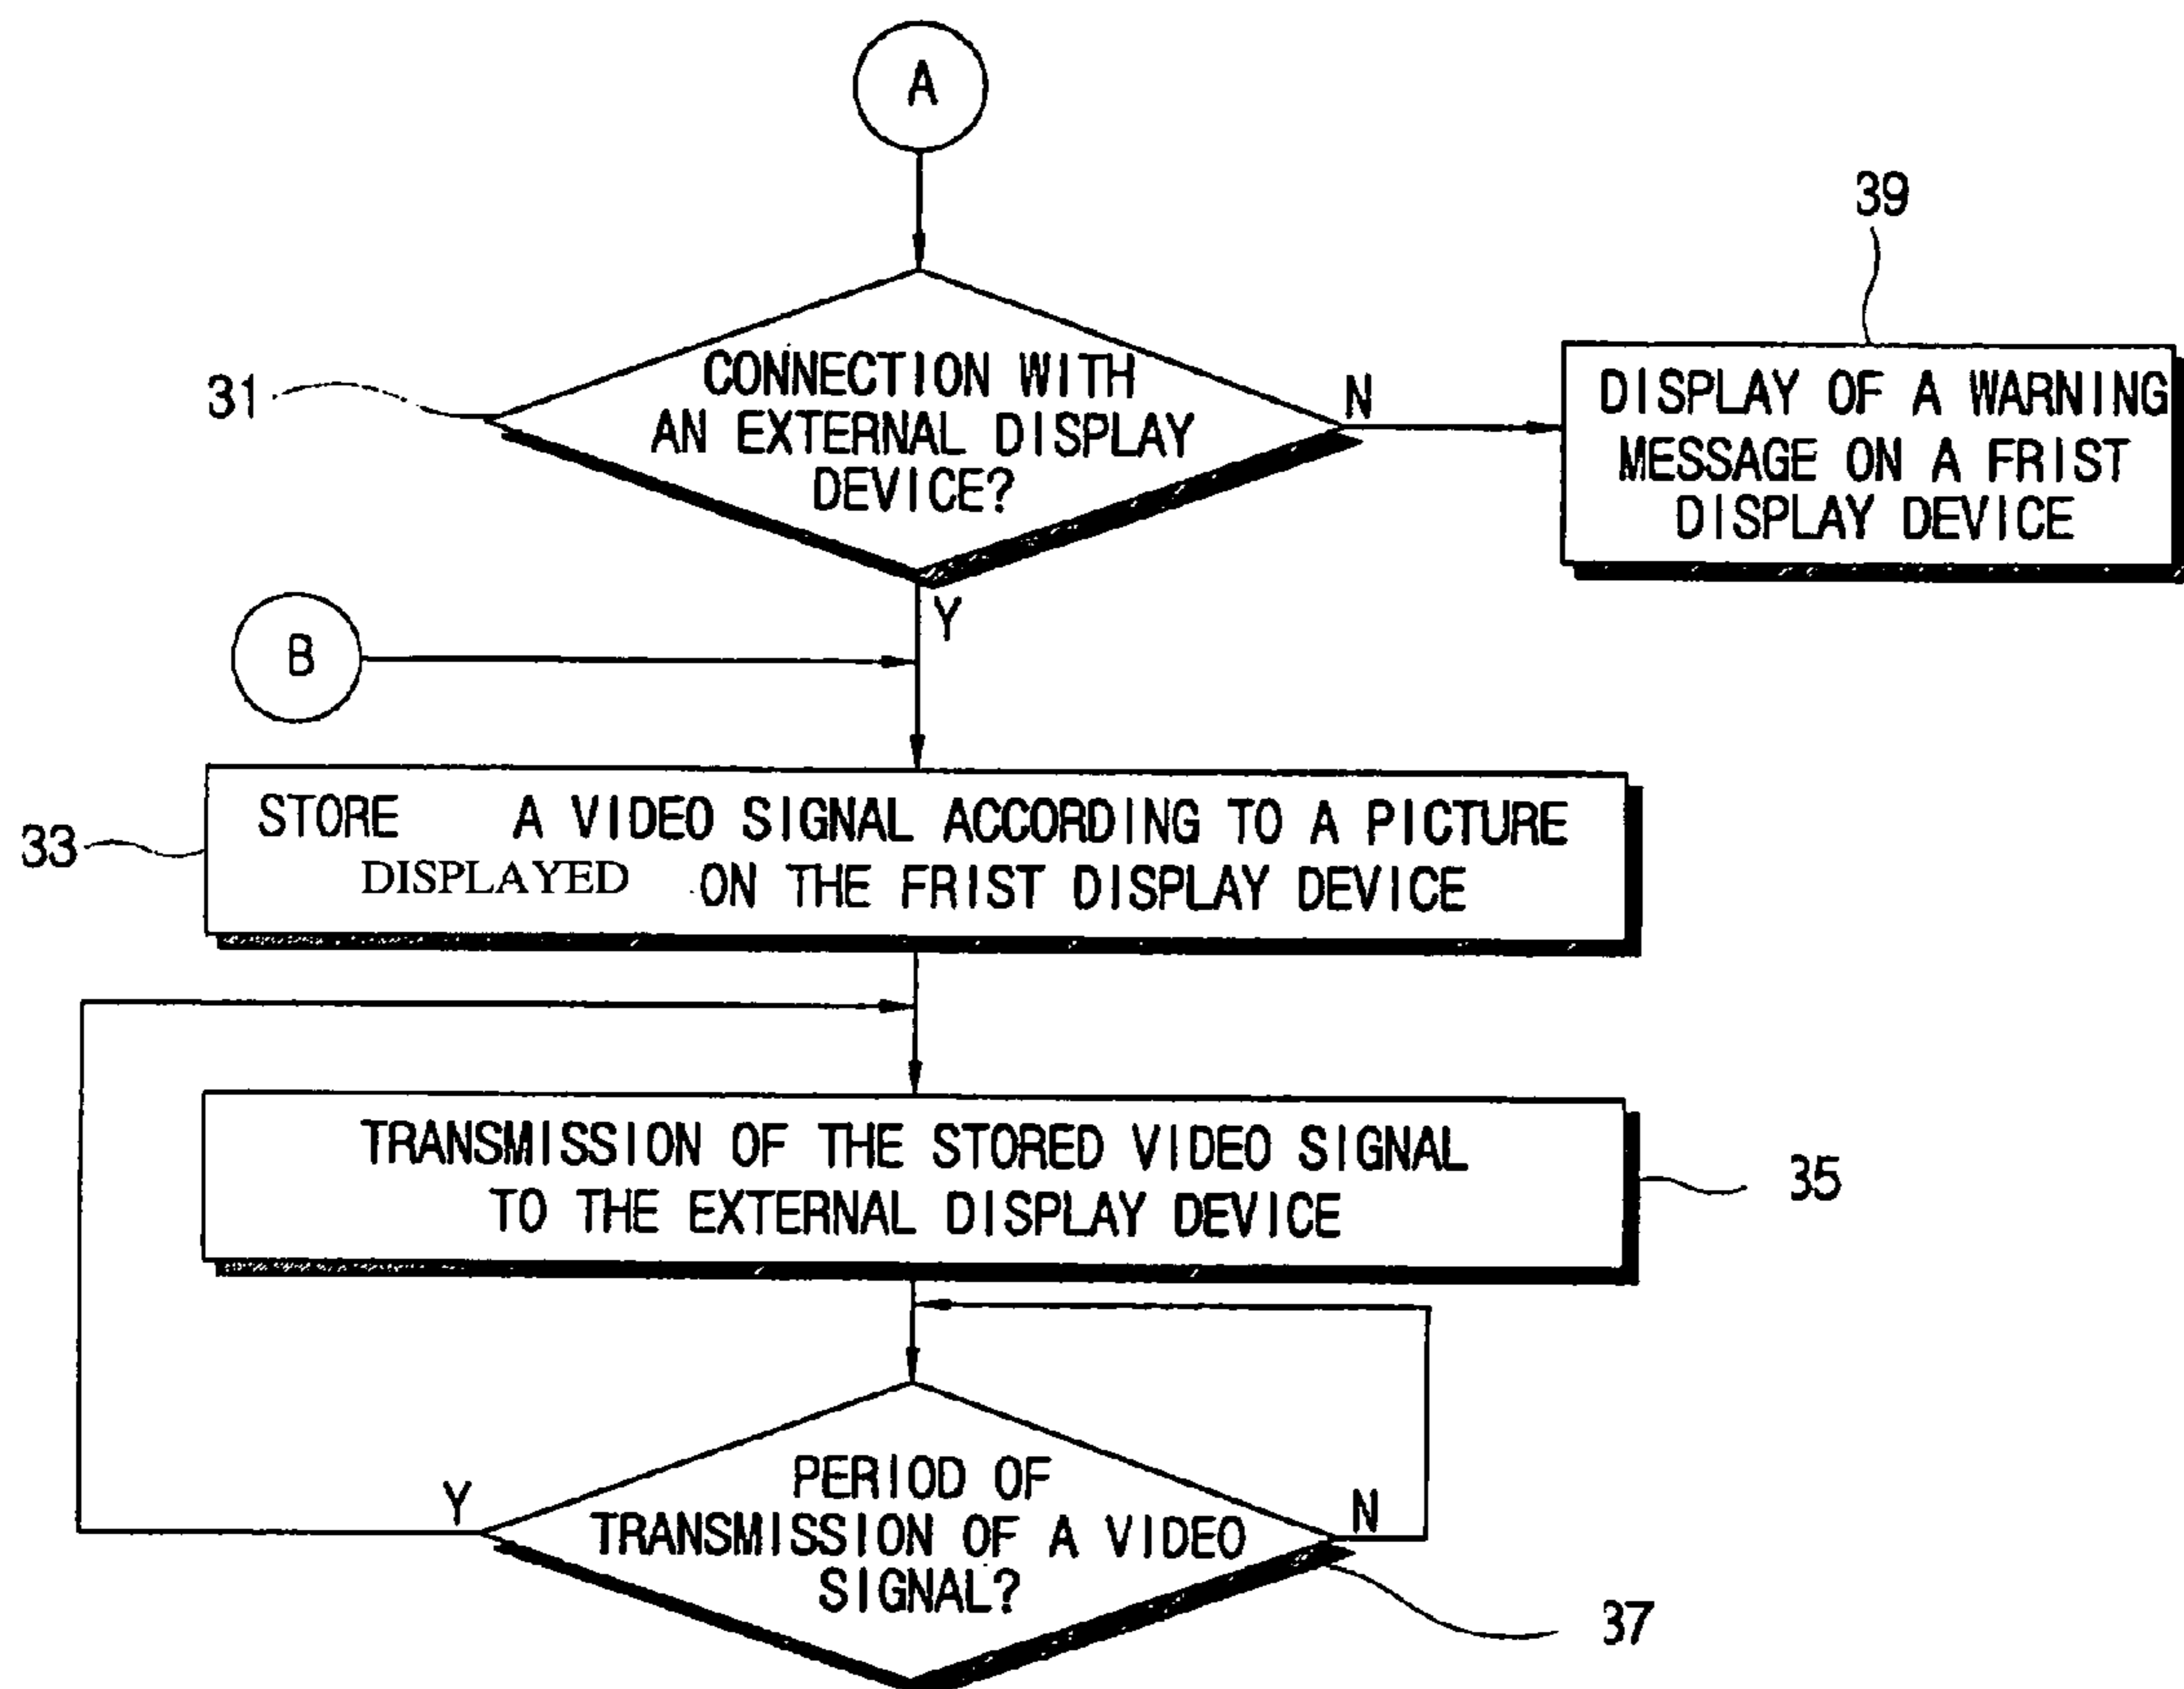 A
39
31
CONNECTION WITH
AN EXTERNAL DISPLAY
DEVICE?
N
DISPLAY OF A WARNING
MESSAGE ON A FRIST
DISPLAY DEVICE
Y
B
33
STORE A VIDEO SIGNAL ACCORDING TO A PICTURE
DISPLAYED ON THE FRIST DISPLAY DEVICE
TRANSMISSION OF THE STORED VIDEO SIGNAL
TO THE EXTERNAL DISPLAY DEVICE
35
Y
PERIOD OF
TRANSMISSION OF A VIDEO
SIGNAL?
N
37